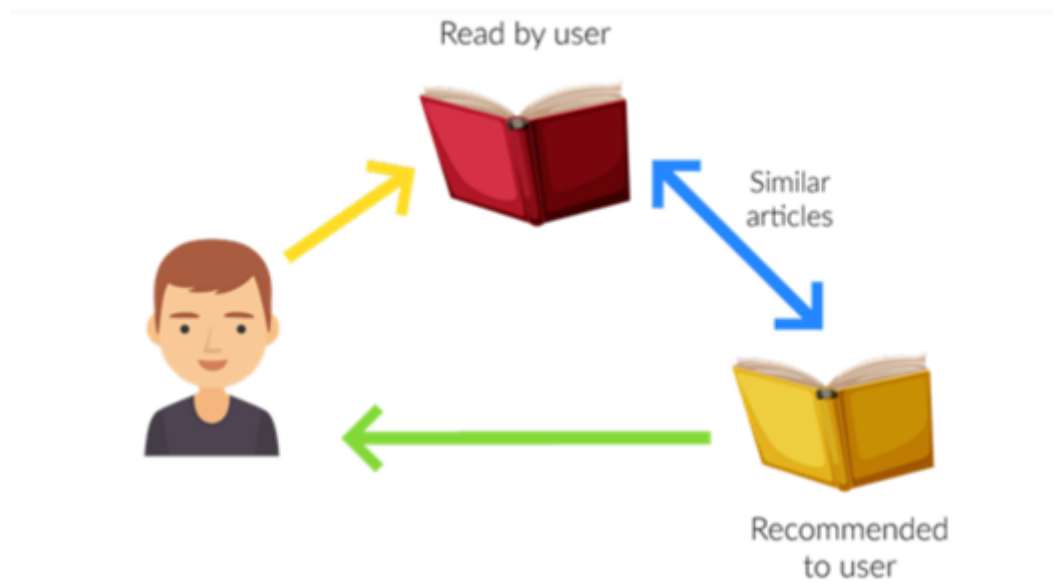 Read by user
Similar
articles
Recommended
to user